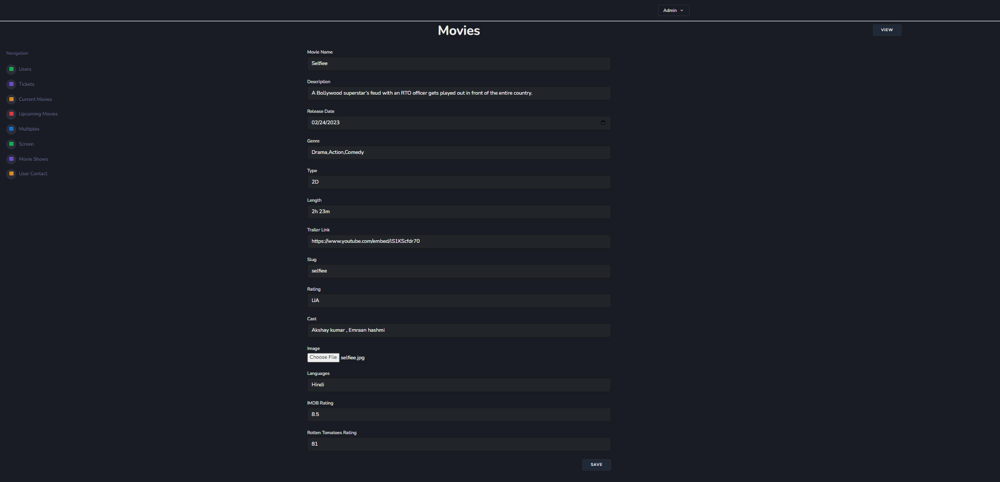 Admin
Movies
VIEW
Navigation
Users
Tickets
Current Movies
Upcoming Movies
Multiplex
Screen
Movie Shows
User Contact
Movie Name
Selfiee
Description
A Bollywood superstar's feud with an RTO officer gets played out in front of the entire country.
Release Date
02/24/2023
Genre
Drama,Action,Comedy
Type
2D
Length
2h 23m
Trailer Link
https://www.youtube.com/embed/lS1KScfdr70
Slug
selfiee
Rating
UA
Cast
Akshay kumar , Emraan hashmi
Image
Choose File selfiee.jpg
Languages
Hindi
IMDB Rating
8.5
Rotten Tomatoes Rating
81
SAVE